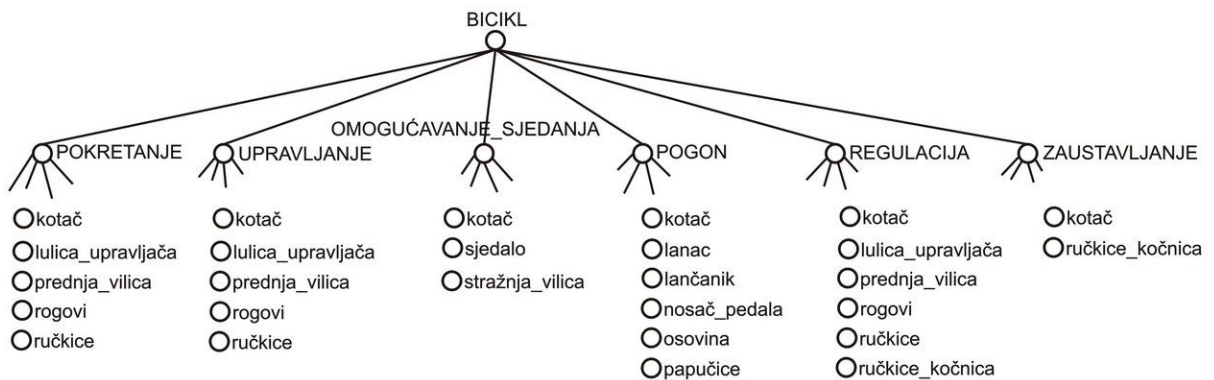 BICIKL
OMOGUĆAVANJE_SJEDANJA
POKRETANJE
UPRAVLJANJE
POGON
REGULACIJA
ZAUSTAVLJANJE
kotač
lulica_upravljača
prednja_vilica
rogovi
ručkice
kotač
lulica_upravljača
prednja_vilica
rogovi
ručkice
kotač
sjedalo
stražnja_vilica
kotač
lanac
lančanik
nosač_pedala
osovina
papučice
kotač
lulica_upravljača
prednja_vilica
rogovi
ručkice
ručkice_kočnica
kotač
ručkice_kočnica